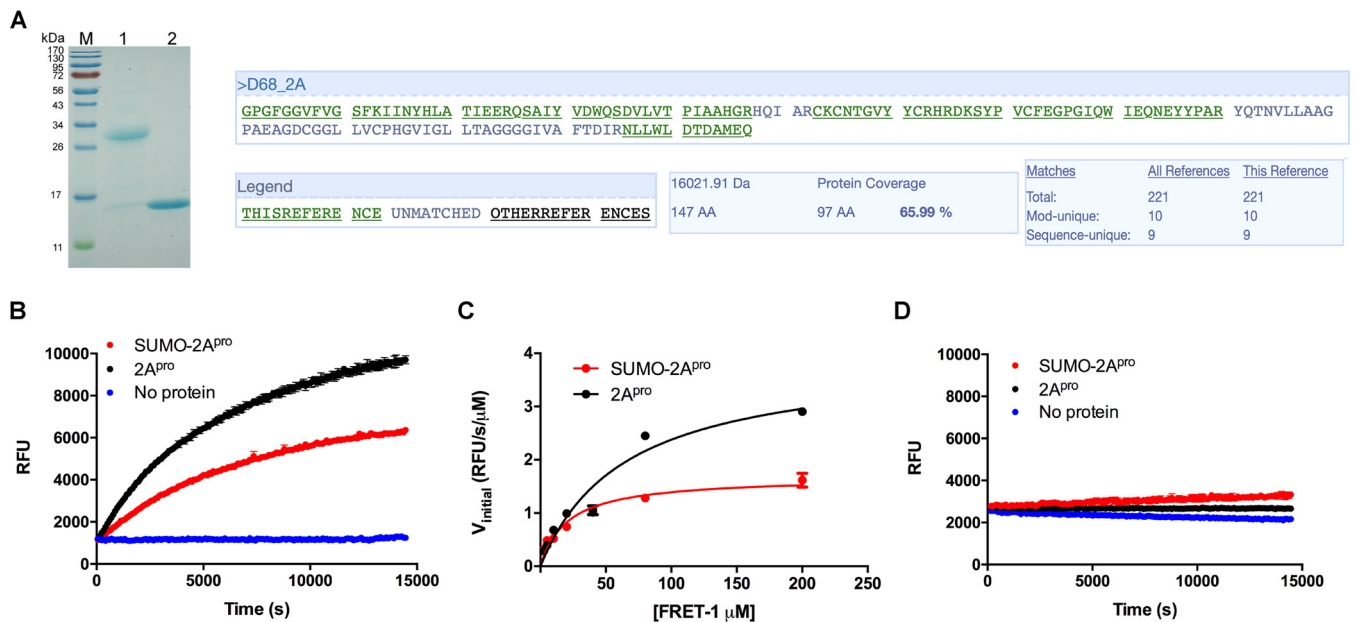 A
kDa M 1 2
170
130
95
72
56
43
34
26
17
11
>D68_2A
GPGFGGVFVG SFKIINYHLA TIEERQSAIY VDWQSDVLVT PIAAHGRHQI ARCKCNTGVY YCRHRDKSYP VCFEGPGIQW IEQNEYYPAR YQTNVLLAAG
PAEAGDCGGL LVCPHGVIGL LTAGGGGIVA FTDIRNLLWL DTDAMEQ
Legend
THISREFERE NCE UNMATCHED OTHERREFER ENCES
16021.91 Da Protein Coverage
147 AA 97 AA 65.99 %
Matches All References This Reference
Total: 221 221
Mod-unique: 10 10
Sequence-unique: 9 9
B
SUMO-2Apro
2Apro
No protein
10000
8000
6000
4000
2000
0
RFU
0 5000 10000 15000
Time (s)
C
SUMO-2Apro
2Apro
4
3
2
1
0
Vinitial (RFU/s/μM)
50 100 150 200 250
[FRET-1 μM]
D
SUMO-2Apro
2Apro
No protein
10000
8000
6000
4000
2000
0
RFU
0 5000 10000 15000
Time (s)